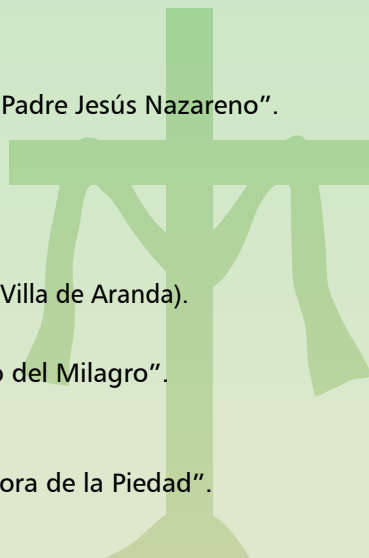 Padre Jesús Nazareno”.
Villa de Aranda).
del Milagro”.
ora de la Piedad”.